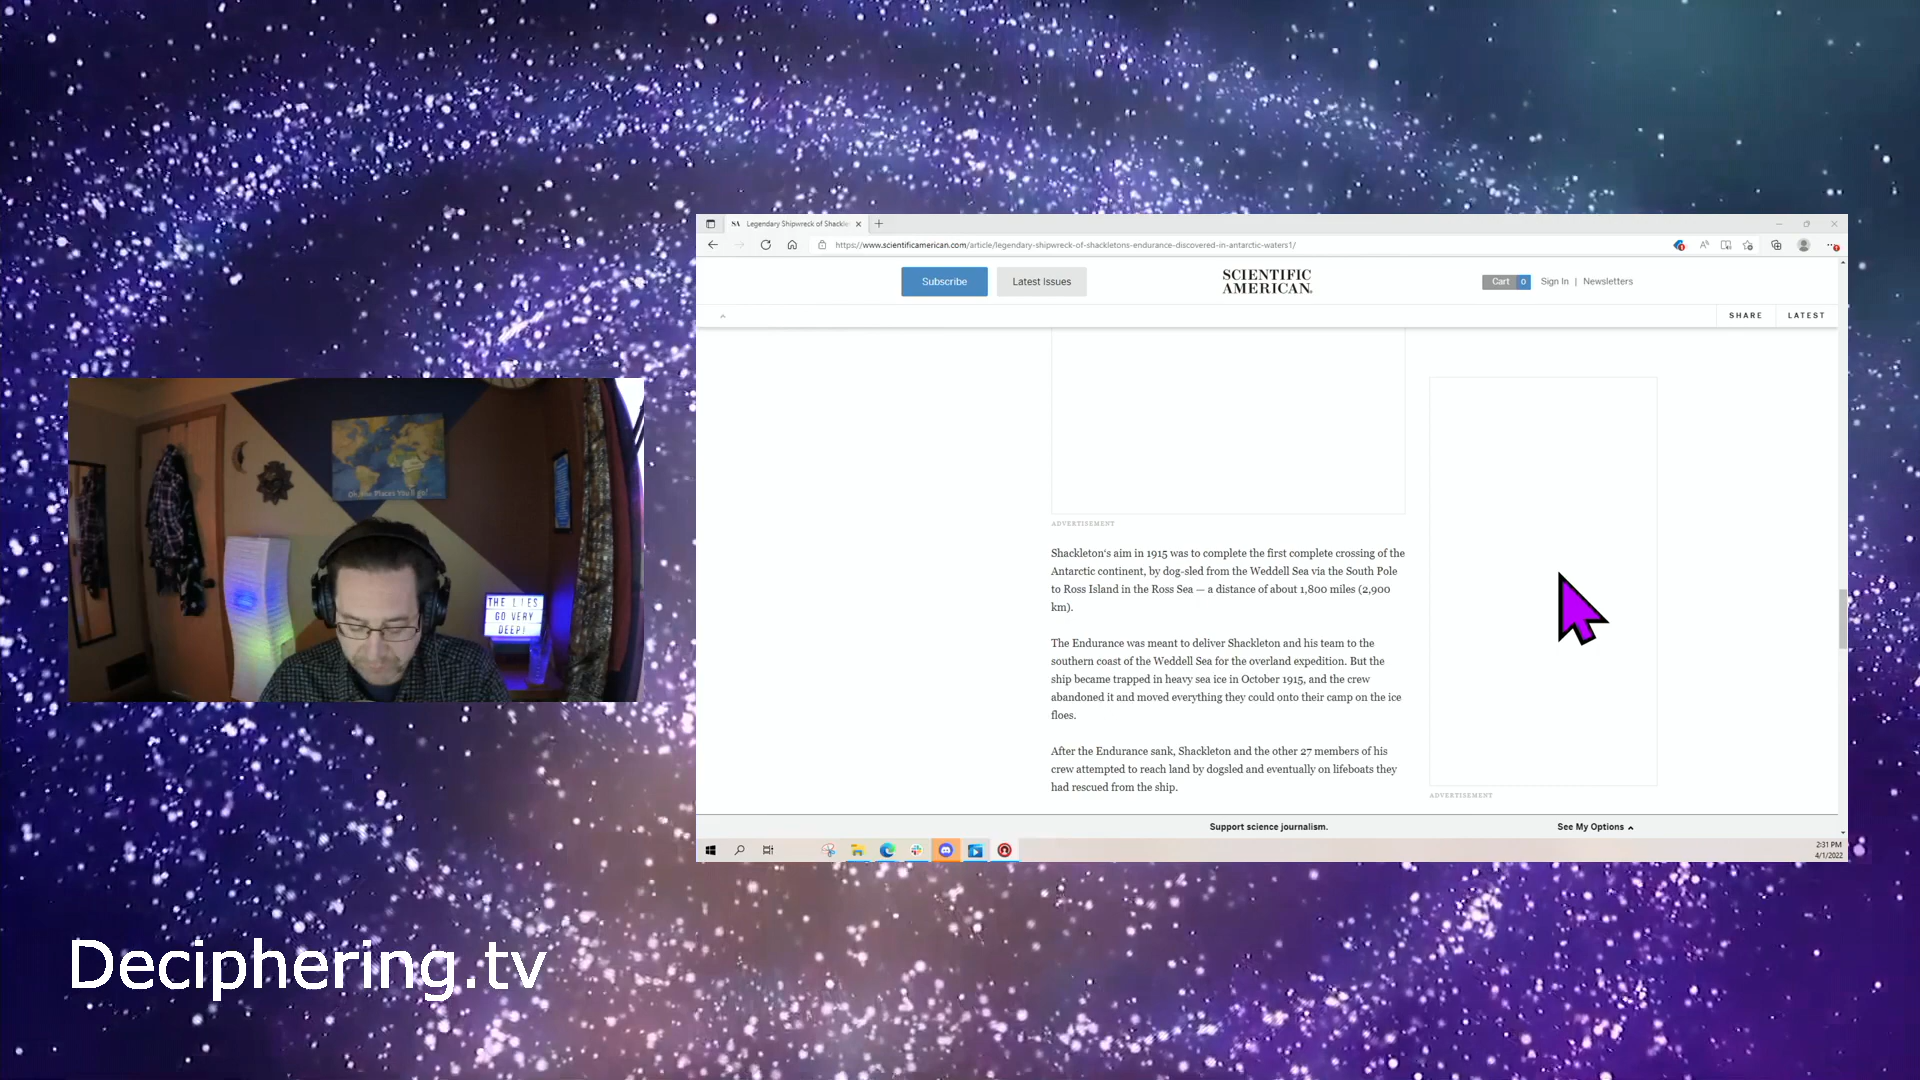 Legendary Shipwreck of Shackle
https://www.scientificamerican.com/article/legendary-shipwreck-of-shackletons-endurance-discovered-in-antarctic-waters1/
Subscribe
Latest Issues
SCIENTIFIC
AMERICAN.
Cart 0
Sign In | Newsletters
SHARE
LATEST
ADVERTISEMENT
Shackleton's aim in 1915 was to complete the first complete crossing of the
Antarctic continent, by dog-sled from the Weddell Sea via the South Pole
to Ross Island in the Ross Sea — a distance of about 1,800 miles (2,900
km).
The Endurance was meant to deliver Shackleton and his team to the
southern coast of the Weddell Sea for the overland expedition. But the
ship became trapped in heavy sea ice in October 1915, and the crew
abandoned it and moved everything they could onto their camp on the ice
floes.
After the Endurance sank, Shackleton and the other 27 members of his
crew attempted to reach land by dogsled and eventually on lifeboats they
had rescued from the ship.
ADVERTISEMENT
Support science journalism.
See My Options
2:31 PM
4/1/2022
Oh, the Places You'll go!
THE LIES
GO VERY
DEEP!
Deciphering.tv